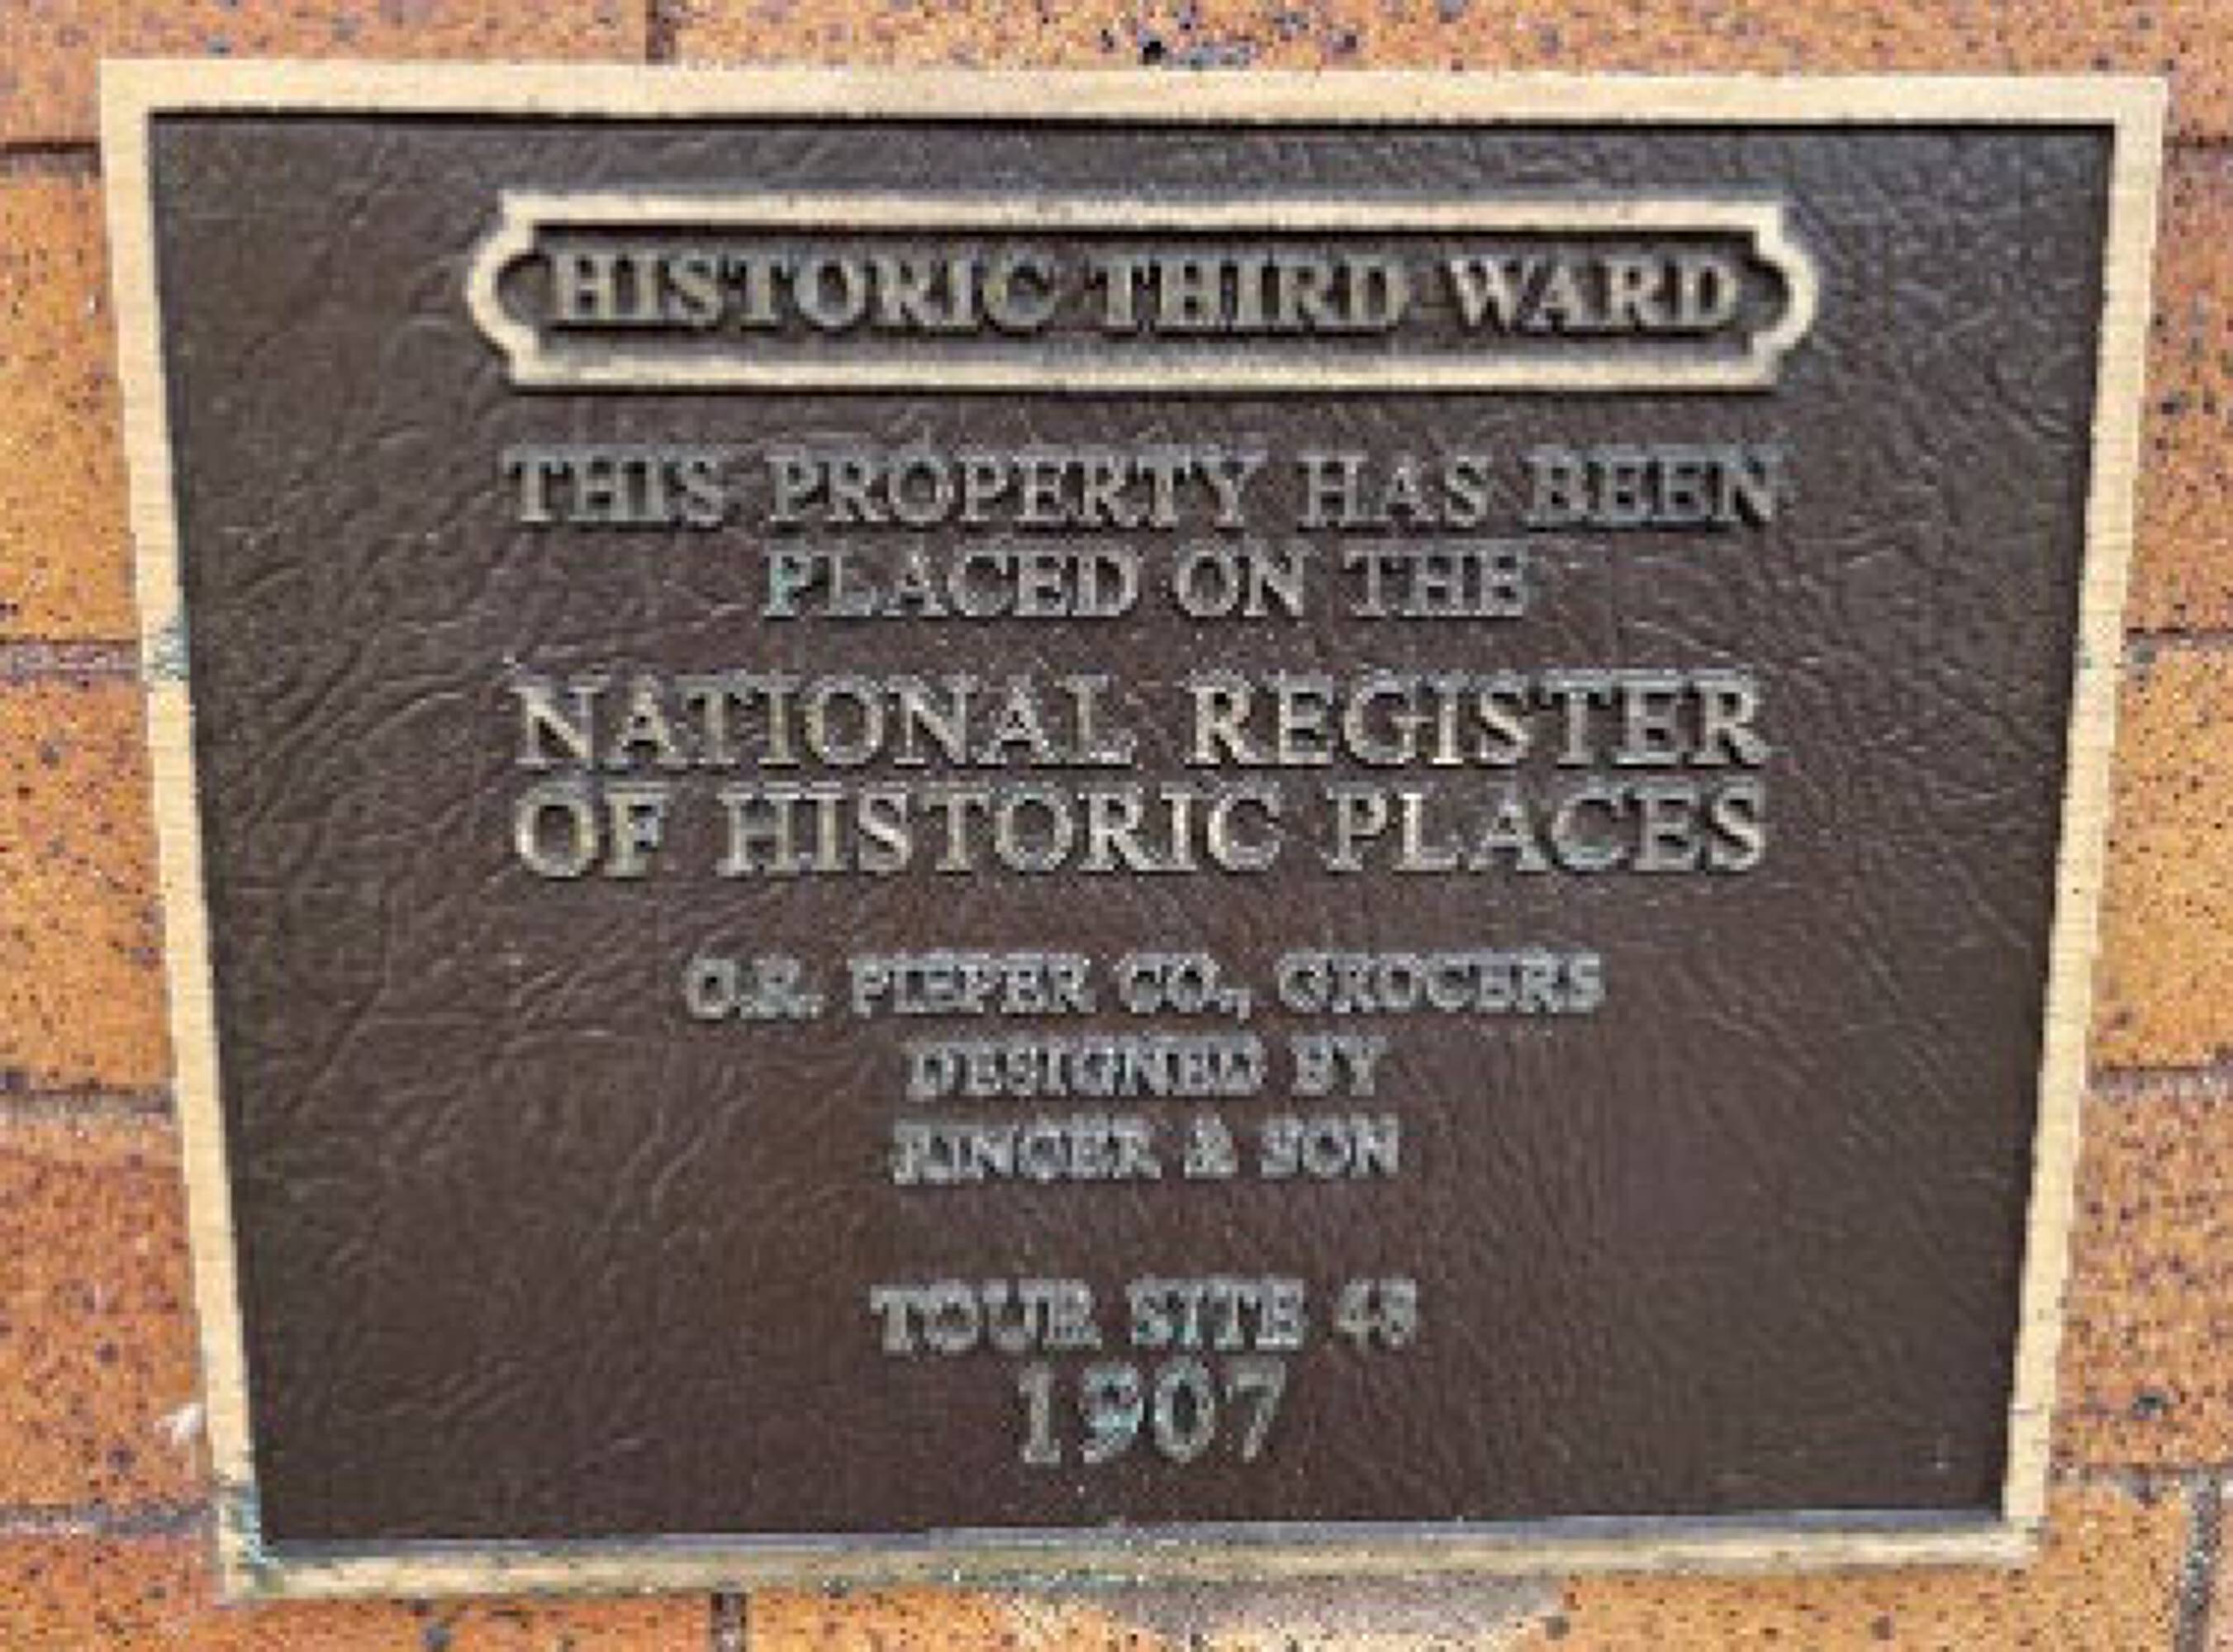 HISTORIC THIRD WARD
THIS PROPERTY HAS BEEN
PLACED ON THE
NATIONAL REGISTER
OF HISTORIC PLACES
PIEPER CO., GROCERS
DESIGNED BY
RINGER & SON
TOUR SITE
1907